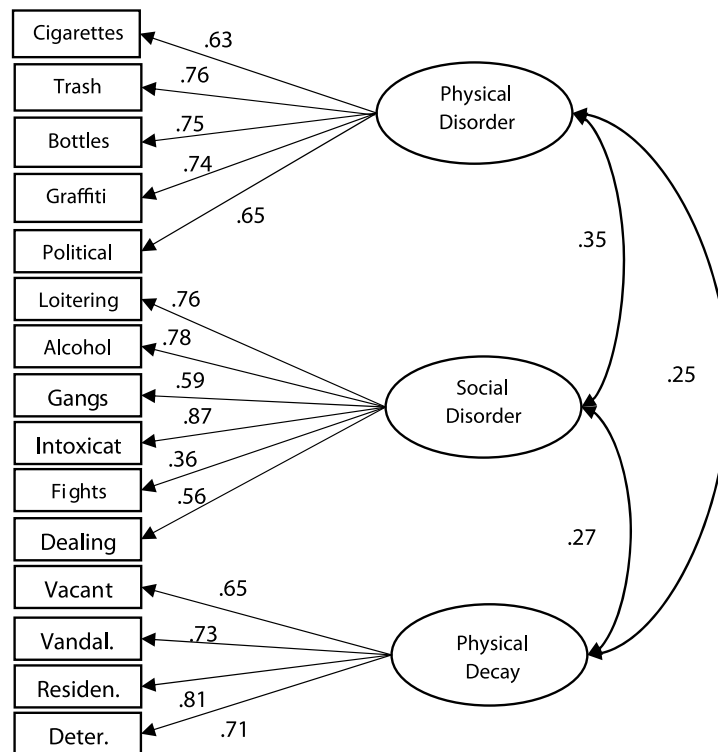 Cigarettes
.63
Trash
.76
Bottles
.75
Graffiti
.74
Political
.65
Physical
Disorder
Loitering
.76
Alcohol
.78
Gangs
.59
Intoxicat
.87
Fights
.36
Dealing
.56
Social
Disorder
Vacant
.65
Vandal.
.73
Residen.
.81
Deter.
.71
Physical
Decay
.35
.25
.27